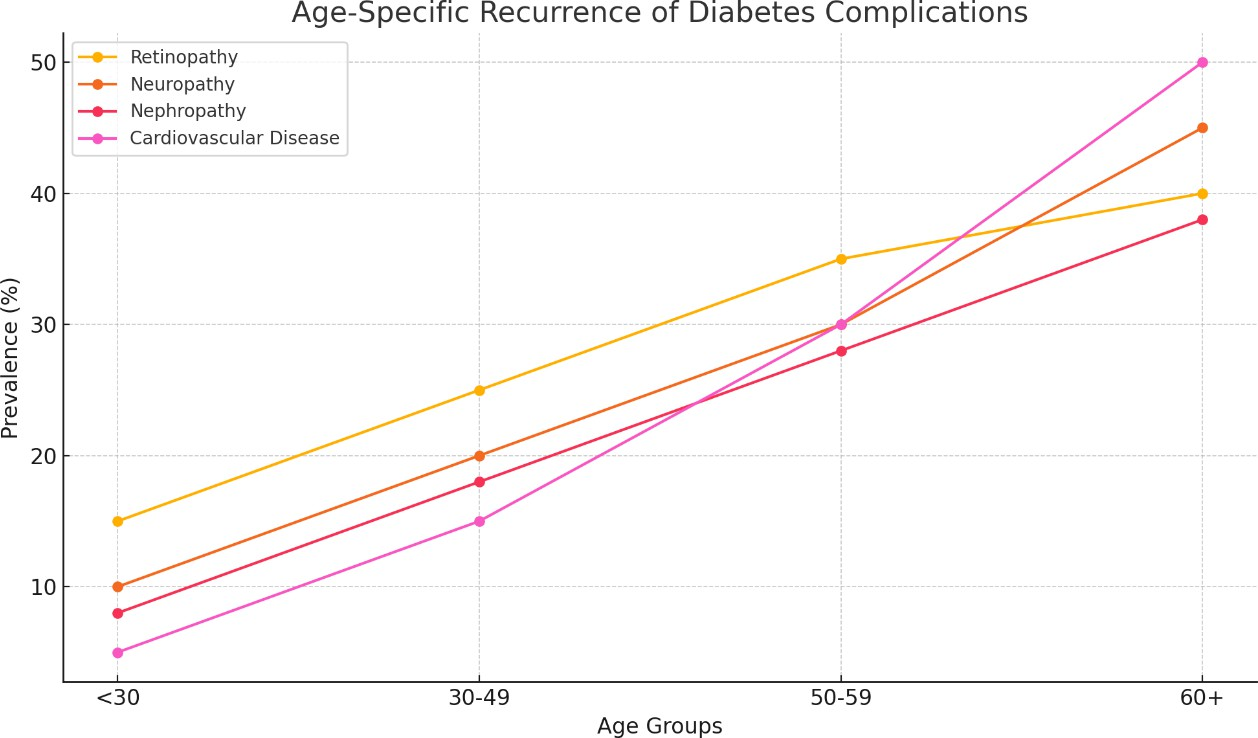 Age-Specific Recurrence of Diabetes Complications
Retinopathy
Neuropathy
Nephropathy
Cardiovascular Disease
50
40
30
20
10
Prevalence (%)
<30
30-49
50-59
60+
Age Groups